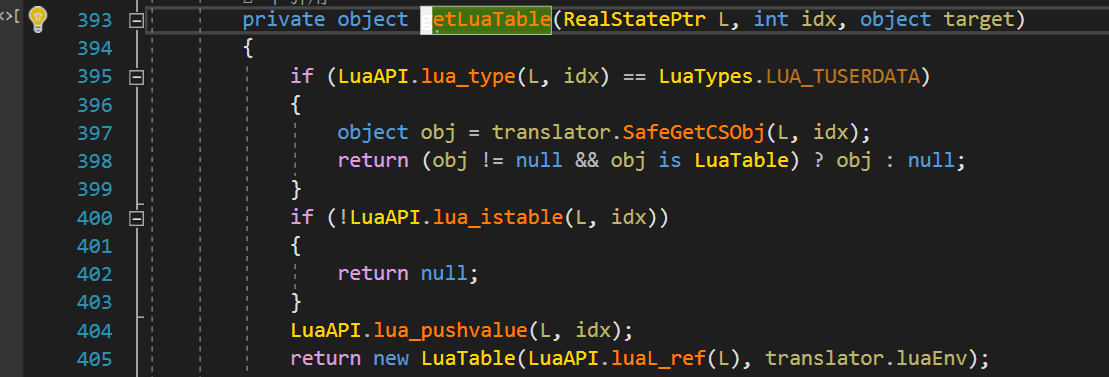 393 private object getLuaTable(RealStatePtr L, int idx, object target)
394 {
395 if (LuaAPI.lua_type(L, idx) == LuaTypes.LUA_TUSERDATA)
396 {
397 object obj = translator.SafeGetCSObj(L, idx);
398 return (obj != null && obj is LuaTable) ? obj : null;
399 }
400 if (!LuaAPI.lua_istable(L, idx))
401 {
402 return null;
403 }
404 LuaAPI.lua_pushvalue(L, idx);
405 return new LuaTable(LuaAPI.luaL_ref(L), translator.luaEnv);